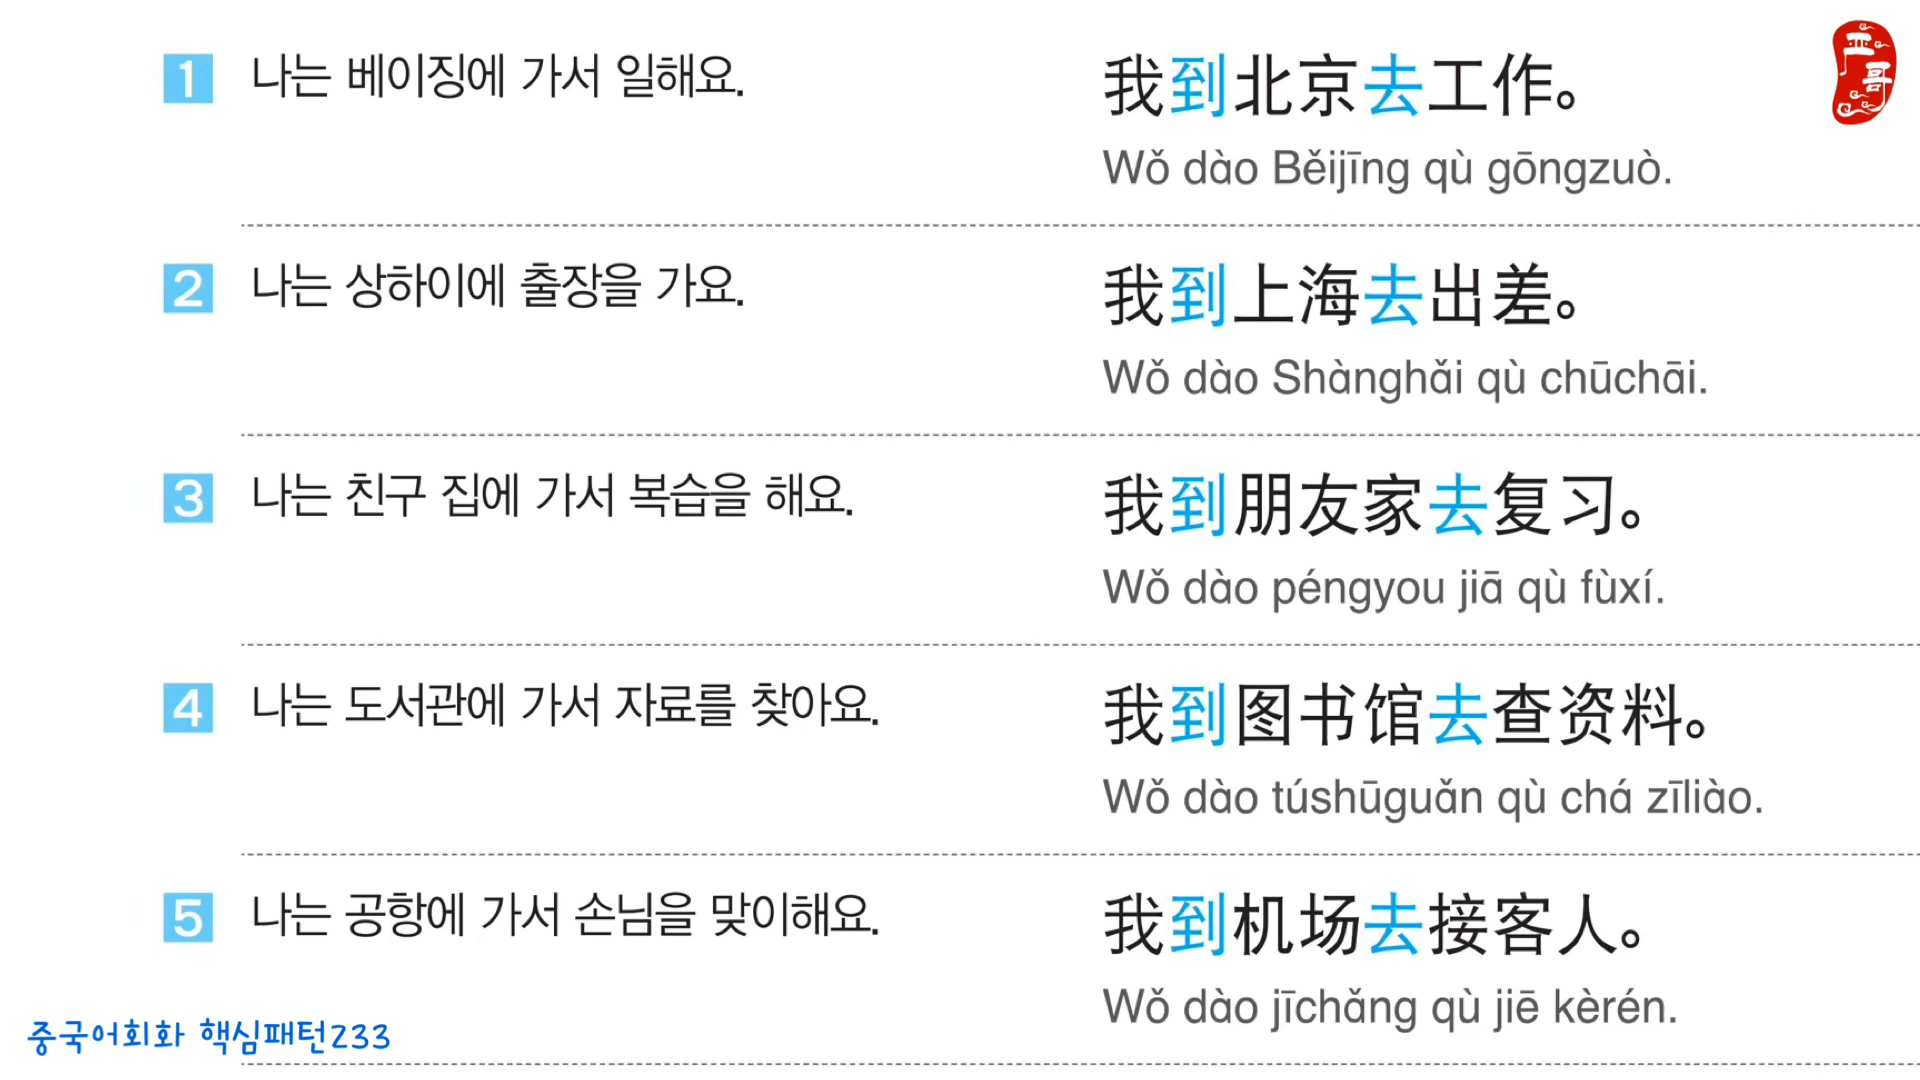 1 나는 베이징에 가서 일해요.
我到北京去工作。
Wǒ dào Běijīng qù gōngzuò.
2 나는 상하이에 출장을 가요.
我到上海去出差。
Wǒ dào Shànghǎi qù chūchāi.
3 나는 친구 집에 가서 복습을 해요.
我到朋友家去复习。
Wǒ dào péngyou jiā qù fùxí.
4 나는 도서관에 가서 자료를 찾아요.
我到图书馆去查资料。
Wǒ dào túshūguǎn qù chá zīliào.
5 나는 공항에 가서 손님을 맞이해요.
我到机场去接客人。
Wǒ dào jīchǎng qù jiē kèrén.
중국어회화 핵심패턴233
严哥